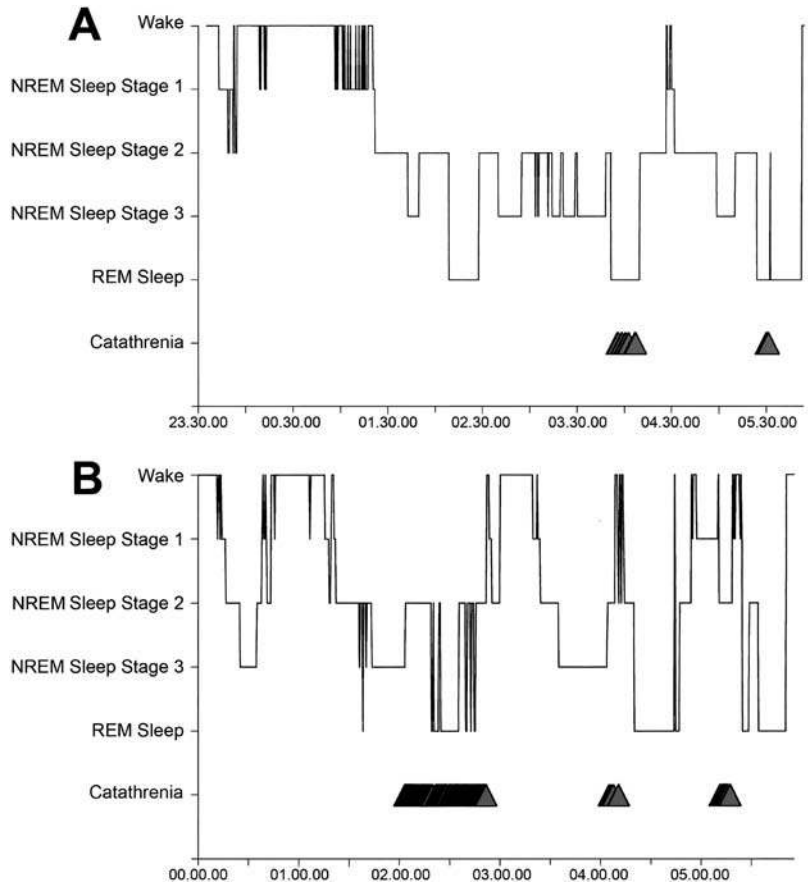 A
Wake
NREM Sleep Stage 1
NREM Sleep Stage 2
NREM Sleep Stage 3
REM Sleep
Catathrenia
23.30.00 00.30.00 01.30.00 02.30.00 03.30.00 04.30.00 05.30.00
B
Wake
NREM Sleep Stage 1
NREM Sleep Stage 2
NREM Sleep Stage 3
REM Sleep
Catathrenia
00.00.00 01.00.00 02.00.00 03.00.00 04.00.00 05.00.00